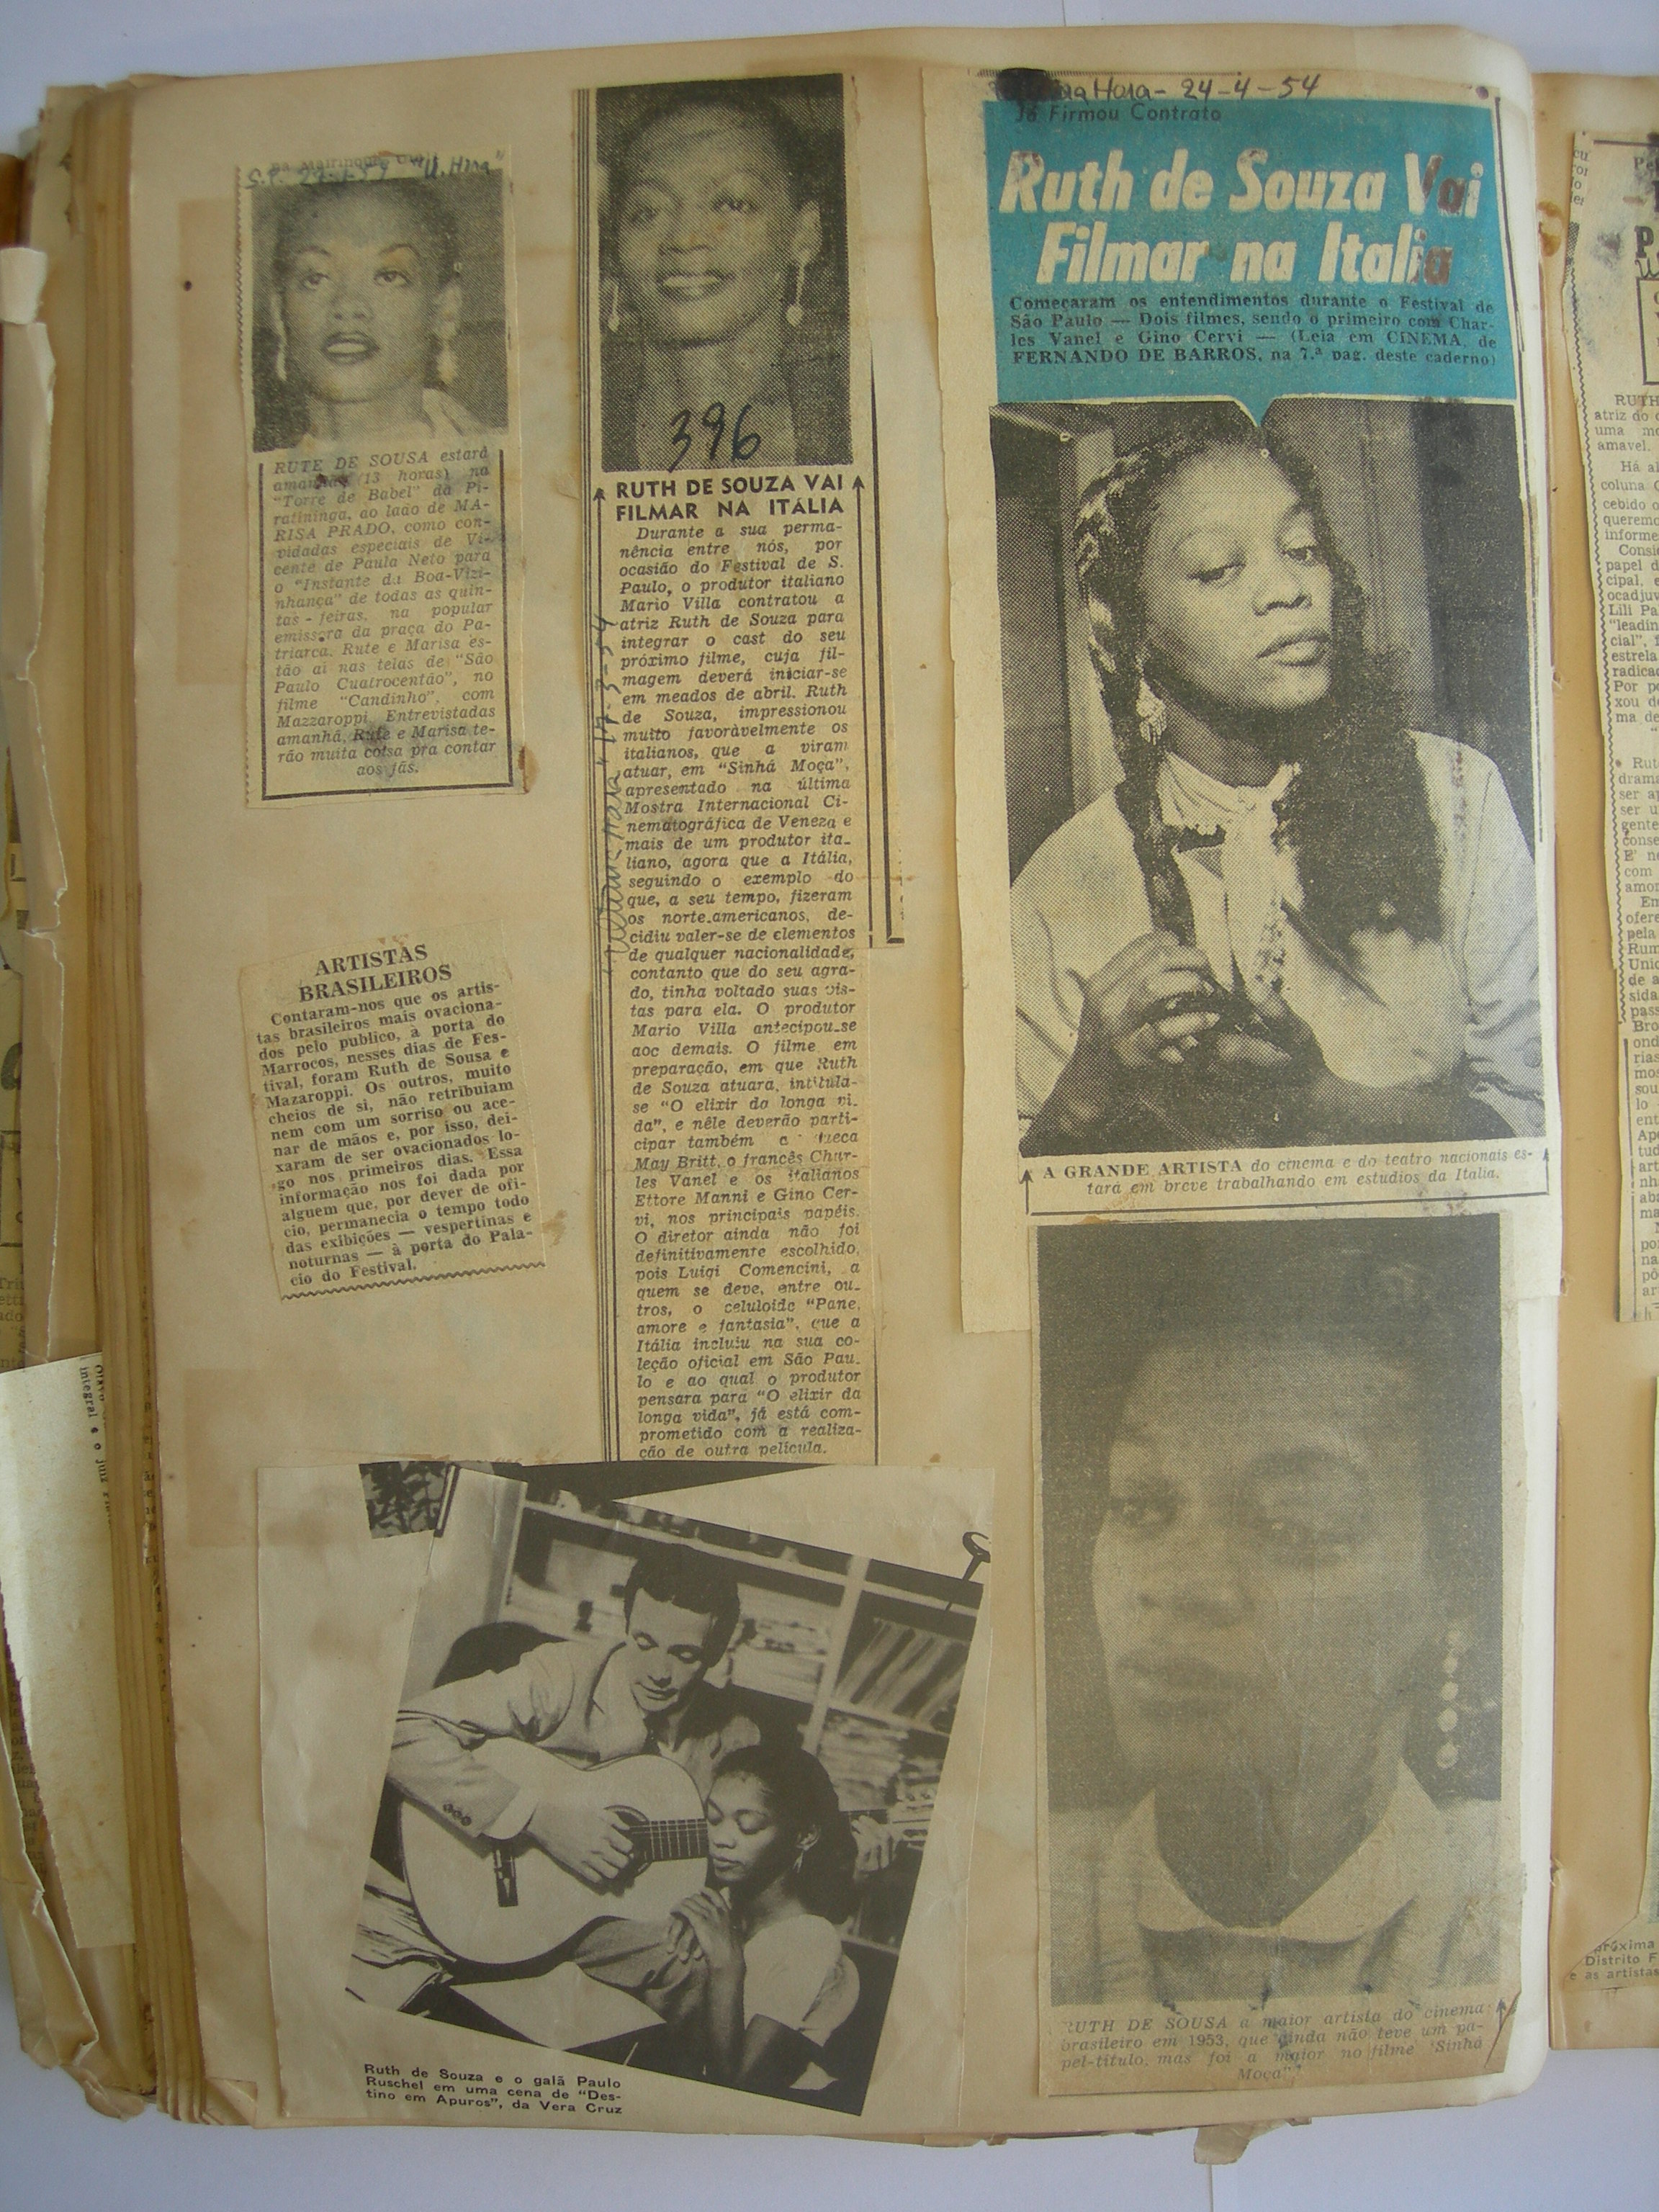 "U. Hora"
RUTE DE SOUSA estará
amanhã (13 horas) na
"Torre de Babel" da Pi-
ratininga, ao lado de MA-
RISA PRADO, como con-
vidadas especiais de Vi-
cente de Paula Neto para
o "Instante da Boa-Vizi-
nhança" de todas as quin-
tas-feiras, na popular
emissora da praça do Pa-
triarca. Rute e Marisa es-
tão aí nas telas de "São
Paulo Cuatrocentão", no
filme "Candinho", com
Mazzaroppi. Entrevistadas
amanhã, Rute e Marisa te-
rão muita coisa pra contar
aos fãs.
ARTISTAS
BRASILEIROS
Contaram-nos que os artis-
tas brasileiros mais ovaciona-
dos pelo publico, à porta do
Marrocos, nesses dias de Fes-
tival, foram Ruth de Sousa e
Mazaroppi. Os outros, muito
cheios de si, não retribuiam
nem com um sorriso ou ace-
nar de mãos e, por isso, dei-
xaram de ser ovacionados lo-
go nos primeiros dias. Essa
informação nos foi dada por
alguem que, por dever de ofi-
cio, permanecia o tempo todo
das exibições — vespertinas e
noturnas — à porta do Pala-
cio do Festival.
396
RUTH DE SOUZA VAI
FILMAR NA ITÁLIA
Durante a sua perma-
nência entre nós, por
ocasião do Festival de S.
Paulo, o produtor italiano
Mario Villa contratou a
atriz Ruth de Souza para
integrar o cast do seu
próximo filme, cuja fil-
magem deverá iniciar-se
em meados de abril. Ruth
de Souza, impressionou
muito favoràvelmente os
italianos, que a viram
atuar, em "Sinhá Moça",
apresentado na última
Mostra Internacional Ci-
nematográfica de Veneza e
mais de um produtor ita-
liano, agora que a Itália,
seguindo o exemplo do
que, a seu tempo, fizeram
os norte-americanos, de-
cidiu valer-se de elementos
de qualquer nacionalidade,
contanto que do seu agra-
do, tinha voltado suas vis-
tas para ela. O produtor
Mario Villa antecipou-se
aoc demais. O filme em
preparação, em que Ruth
de Souza atuara, intitula-
se "O elixir da longa vi-
da", e nêle deverão parti-
cipar também a
May Britt, o francês Char-
les Vanel e os italianos
Ettore Manni e Gino Cer-
vi, nos principais papéis.
O diretor ainda não foi
definitivamente escolhido,
pois Luigi Comencini, a
quem se deve, entre ou-
tros, o celuloide "Pane,
amore e fantasia", que a
Itália incluiu na sua co-
leção oficial em São Pau-
lo e ao qual o produtor
pensara para "O elixir da
longa vida", já está com-
prometido com a realiza-
ção de outra película.
Hora - 24-4-54
Já Firmou Contrato
Ruth de Souza Vai
Filmar na Italia
Começaram os entendimentos durante o Festival de
São Paulo — Dois filmes, sendo o primeiro com Char-
les Vanel e Gino Cervi — (Leia em CINEMA, de
FERNANDO DE BARROS, na 7.ª pag. deste caderno)
A GRANDE ARTISTA do cinema e do teatro nacionais es-
tará em breve trabalhando em estudios da Italia.
Ruth de Souza e o galã Paulo
Ruschel em uma cena de "Des-
tino em Apuros", da Vera Cruz
RUTH DE SOUSA a maior artista do cinema
brasileiro em 1953, que ainda não teve um pa-
pel-titulo, mas foi a maior no filme "Sinhá
Moça".